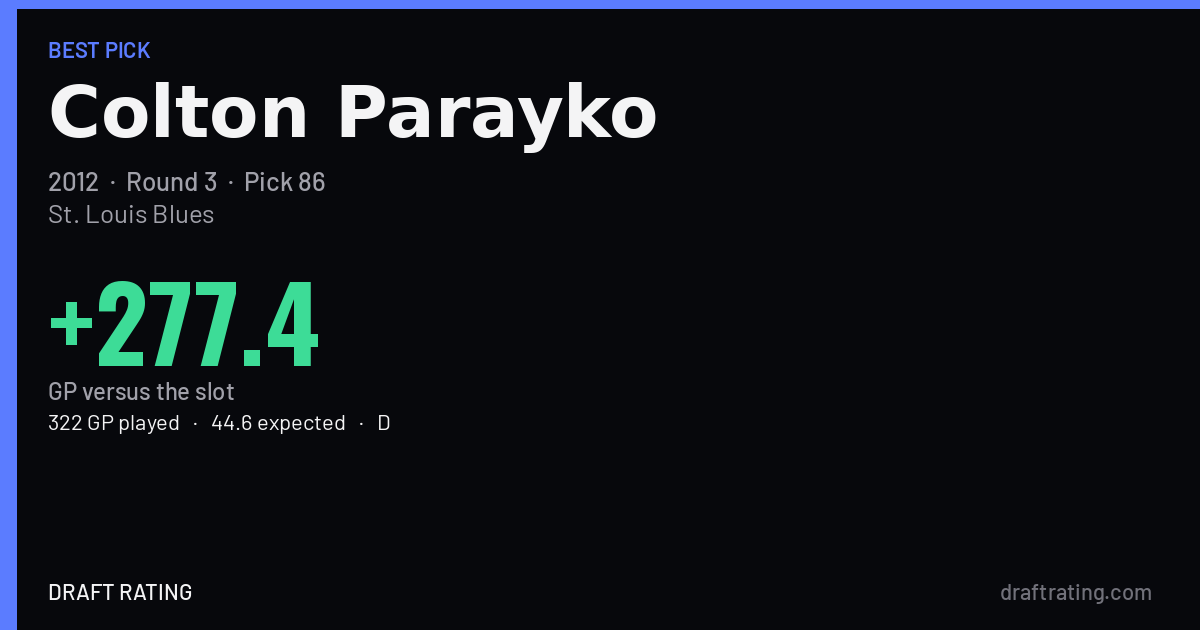 BEST PICK
Colton Parayko
2012 · Round 3 · Pick 86
St. Louis Blues
+277.4
GP versus the slot
322 GP played · 44.6 expected · D
DRAFT RATING
draftrating.com